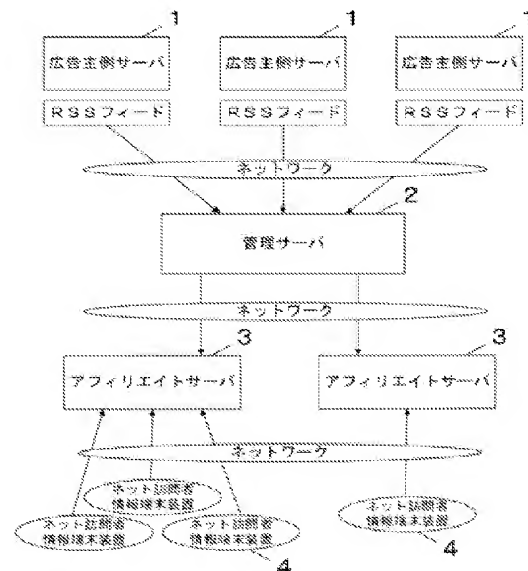 1
1
1
広告主側サーバ
広告主側サーバ
広告主側サーバ
RSSフィード
RSSフィード
RSSフィード
ネットワーク
2
管理サーバ
ネットワーク
3
3
アフィリエイトサーバ
アフィリエイトサーバ
ネットワーク
ネット訪問者
情報端末装置
ネット訪問者
情報端末装置
ネット訪問者
情報端末装置
ネット訪問者
情報端末装置
4
4